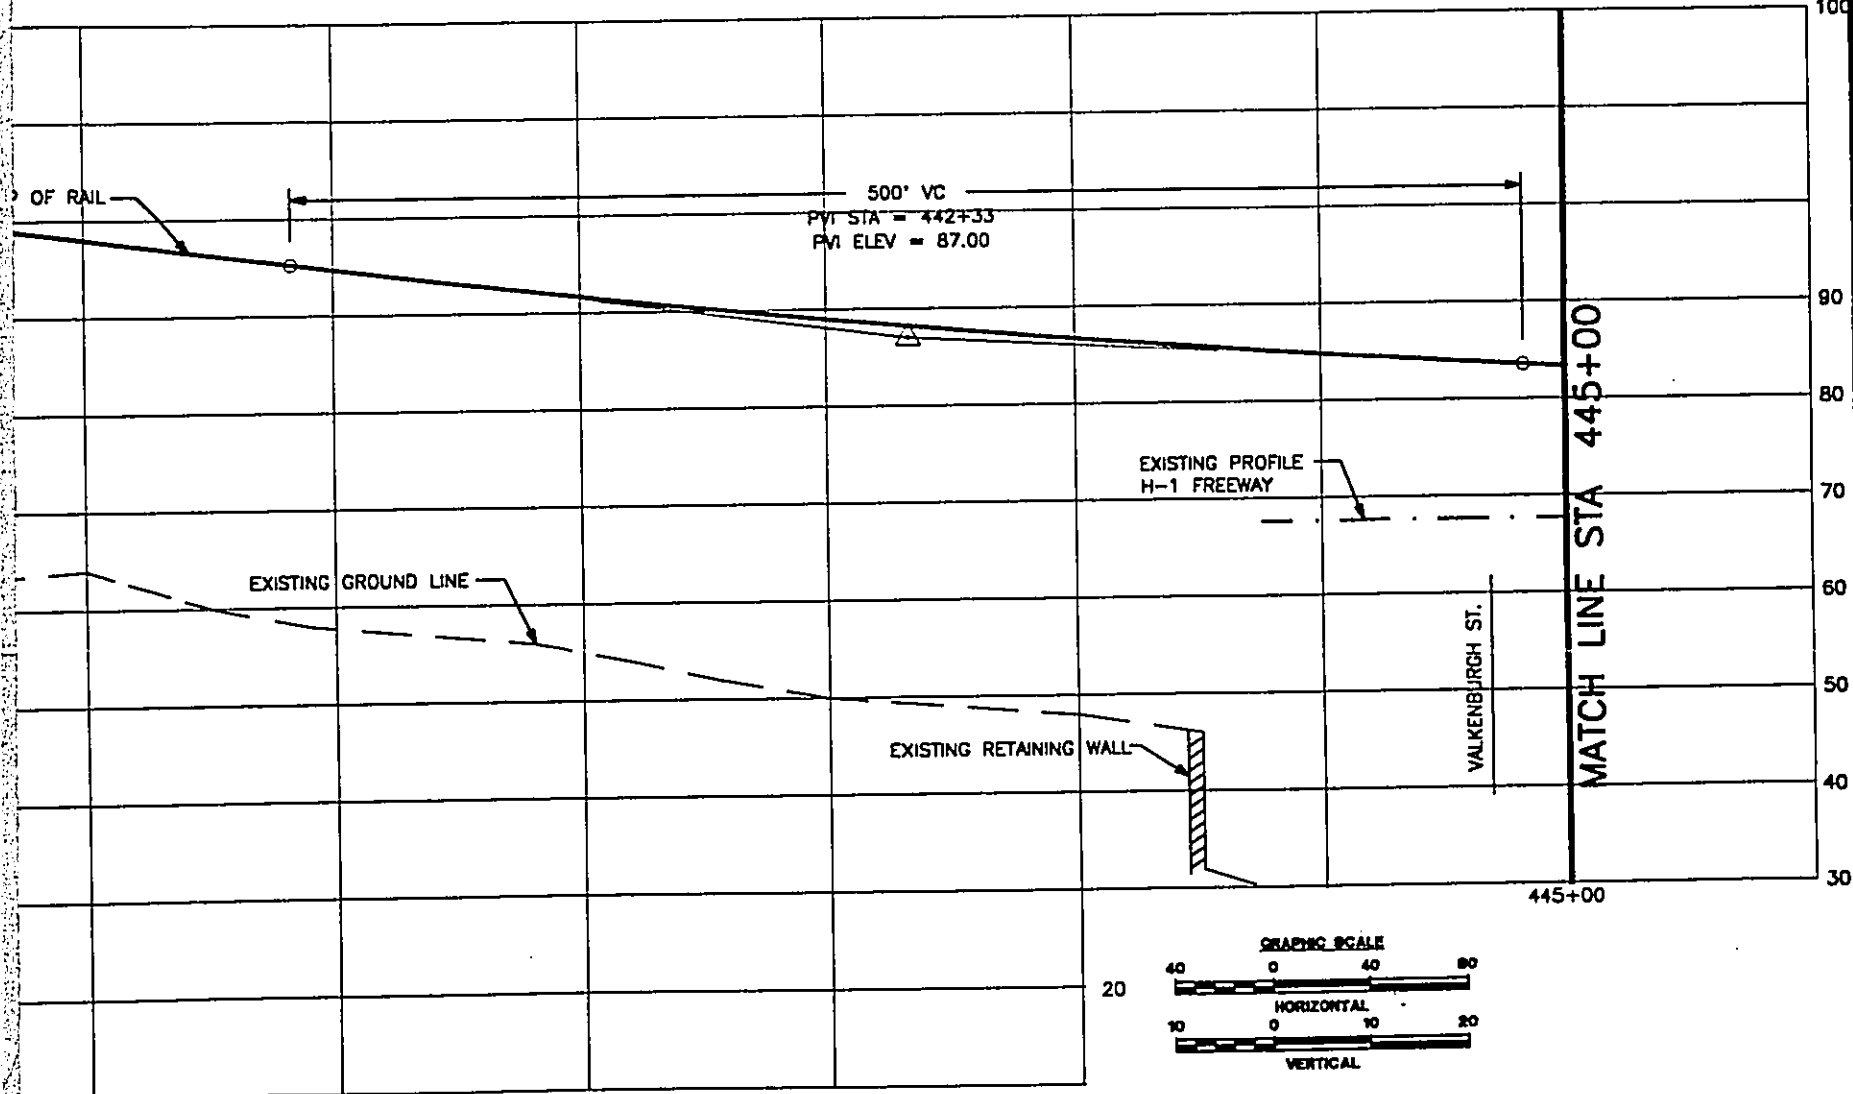 100
OF RAIL
500' VC
PVI STA = 442+33
PVI ELEV = 87.00
90
80
EXISTING PROFILE
H-1 FREEWAY
70
EXISTING GROUND LINE
60
VALKENBURGH ST.
MATCH LINE STA 445+00
50
EXISTING RETAINING WALL
40
30
445+00
GRAPHIC SCALE
40 0 40 80
20
HORIZONTAL
10 0 10 20
VERTICAL